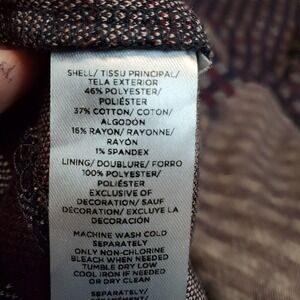 SHELL/ TISSU PRINCIPAL/
TELA EXTERIOR
46% POLYESTER/
POLIÉSTER
37% COTTON/ COTON/
ALGODÓN
16% RAYON/ RAYONNE/
RAYÓN
1% SPANDEX
LINING/ DOUBLURE/ FORRO
100% POLYESTER/
POLIÉSTER
EXCLUSIVE OF
DECORATION/ SAUF
DÉCORATION/ EXCLUYE LA
DECORACIÓN
MACHINE WASH COLD
SEPARATELY
ONLY NON-CHLORINE
BLEACH WHEN NEEDED
TUMBLE DRY LOW
COOL IRON IF NEEDED
OR DRY CLEAN
SEPARATELY/